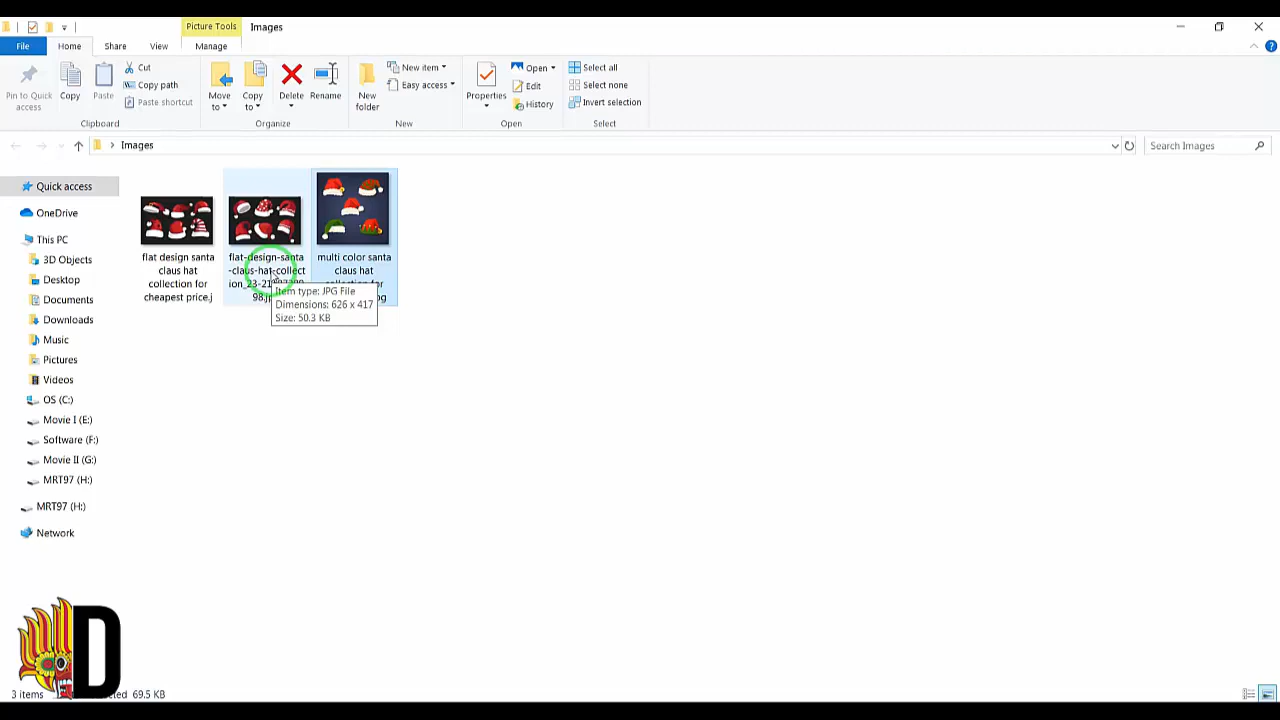 Picture Tools
Images
File
Home
Share
View
Manage
Pin to Quick
access
Copy
Paste
Cut
Copy path
Paste shortcut
Move
to
Copy
to
Delete
Rename
New
folder
New item
Easy access
Properties
Open
Edit
History
Select all
Select none
Invert selection
Clipboard
Organize
New
Open
Select
Images
Search Images
Quick access
OneDrive
This PC
3D Objects
Desktop
Documents
Downloads
Music
Pictures
Videos
OS (C:)
Movie I (E:)
Software (F:)
Movie II (G:)
MRT97 (H:)
MRT97 (H:)
Network
flat design santa
claus hat
collection for
cheapest price.j
flat-design-santa
-claus-hat-collect
98.j
multi color santa
claus hat
collection for
Item type: JPG File
Dimensions: 626 x 417
Size: 50.3 KB
D
3 items
69.5 KB